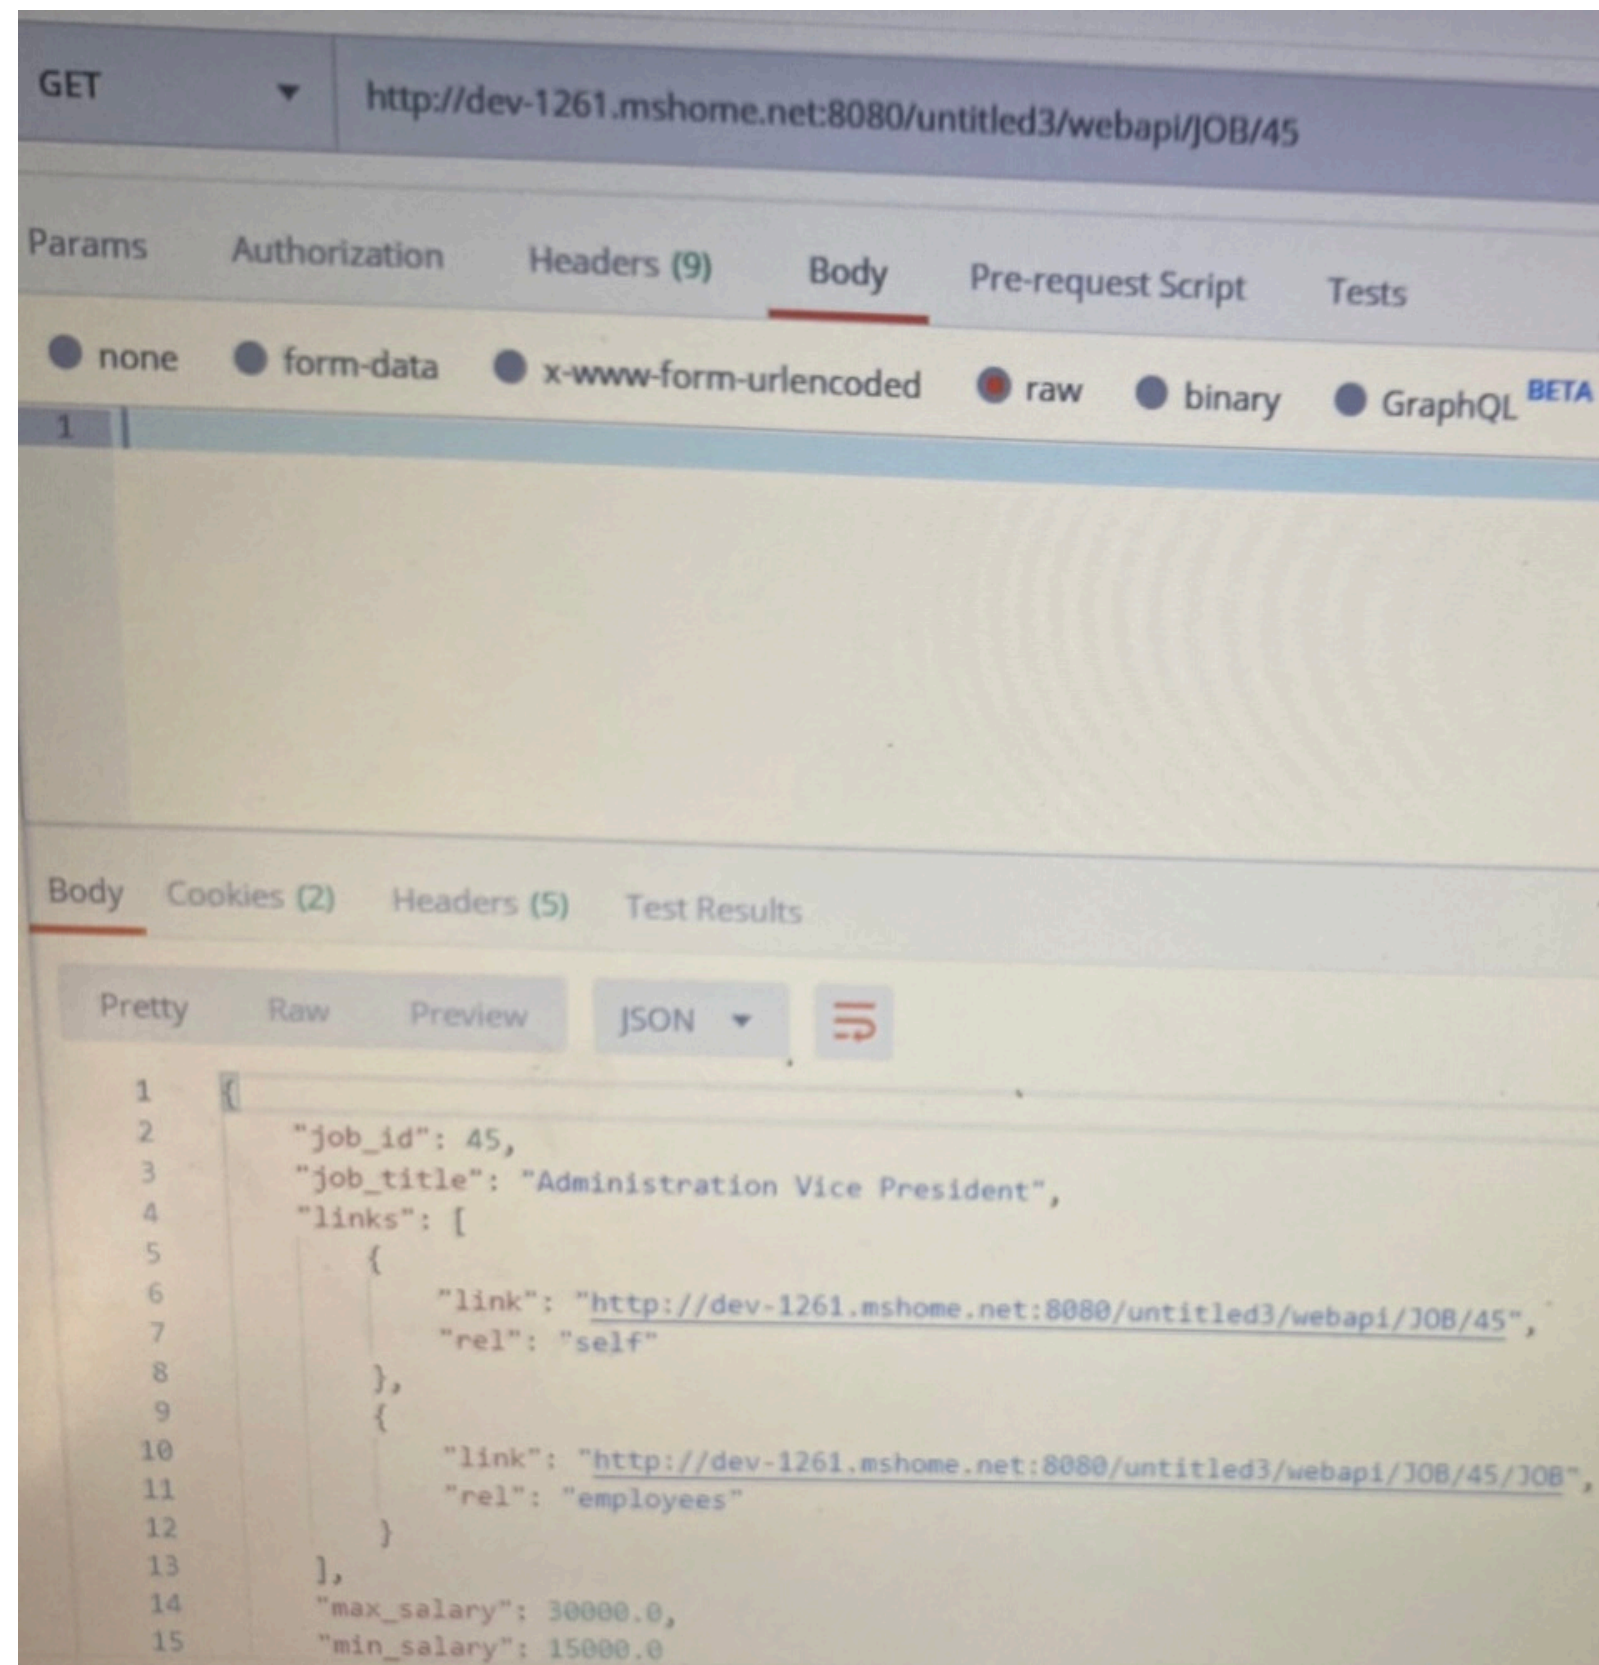 GET http://dev-1261.mshome.net:8080/untitled3/webapi/JOB/45
Params Authorization Headers (9) Body Pre-request Script Tests
none form-data x-www-form-urlencoded raw binary GraphQL BETA
1
Body Cookies (2) Headers (5) Test Results
Pretty Raw Preview JSON
1 {
2 "job_id": 45,
3 "job_title": "Administration Vice President",
4 "links": [
5 {
6 "link": "http://dev-1261.mshome.net:8080/untitled3/webapi/JOB/45",
7 "rel": "self"
8 },
9 {
10 "link": "http://dev-1261.mshome.net:8080/untitled3/webapi/JOB/45/JOB",
11 "rel": "employees"
12 }
13 ],
14 "max_salary": 30000.0,
15 "min_salary": 15000.0